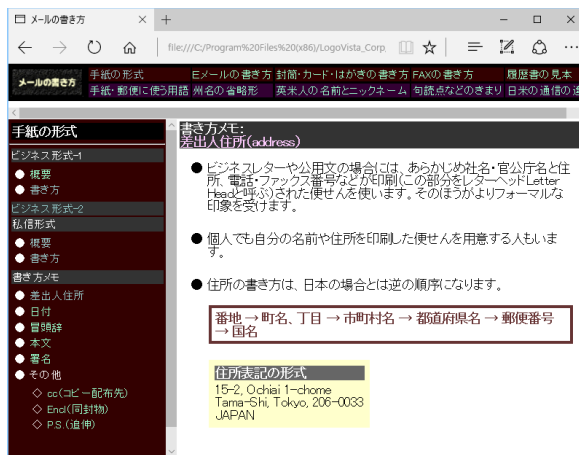 メールの書き方
file:///C:/Program%20Files%20(x86)/LogoVista_Corp
メールの書き方
手紙の形式 Eメールの書き方 封筒・カード・はがきの書き方 FAXの書き方 履歴書の見本
手紙・郵便に使う用語 州名の省略形 英米人の名前とニックネーム 句読点などのきまり 日米の通信の
手紙の形式
ビジネス形式-1
概要
書き方
ビジネス形式-2
私信形式
概要
書き方
書き方メモ
差出人住所
日付
冒頭辞
本文
署名
その他
cc(コピー配布先)
Encl(同封物)
P.S.(追伸)
書き方メモ:
差出人住所(address)
ビジネスレターや公用文の場合には、あらかじめ社名・官公庁名と住
所、電話・ファックス番号などが印刷(この部分をレターヘッドLetter
Headと呼ぶ)された便せんを使います。そのほうがよりフォーマルな
印象を受けます。
個人でも自分の名前や住所を印刷した便せんを用意する人もいま
す。
住所の書き方は、日本の場合とは逆の順序になります。
番地→町名、丁目→市町村名→都道府県名→郵便番号
→国名
住所表記の形式
15-2, Ochiai 1-chome
Tama-Shi, Tokyo, 206-0033
JAPAN